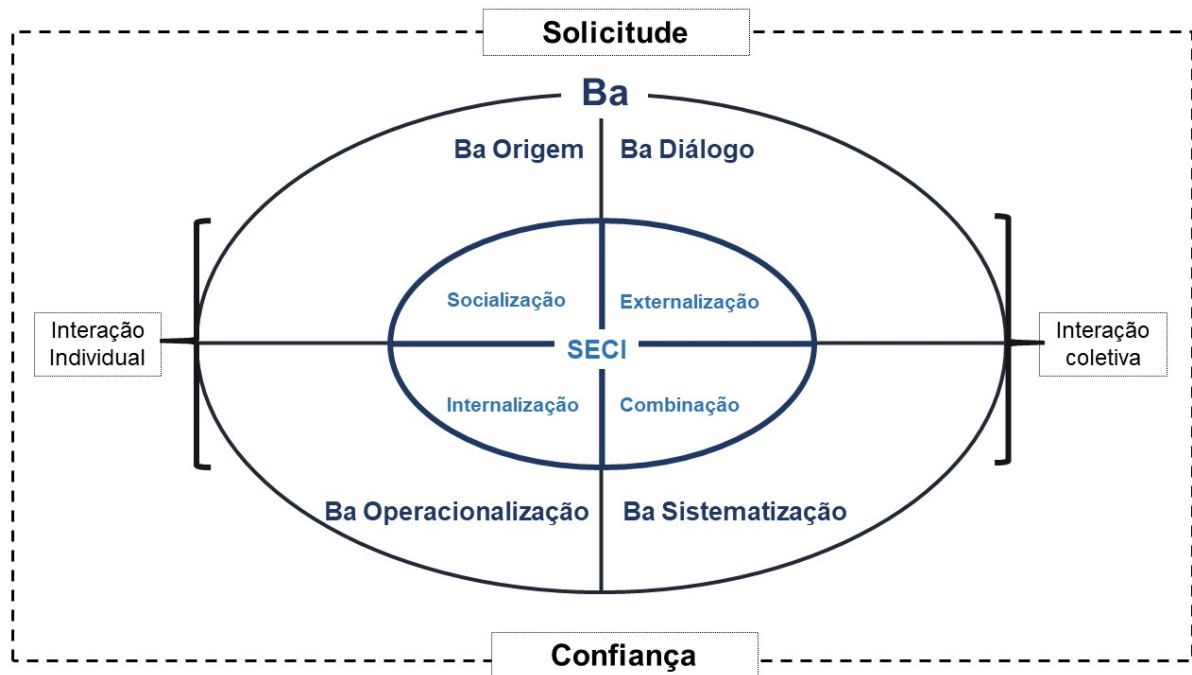 Solicitude
Ba
Ba Origem
Ba Diálogo
Socialização
Externalização
Interação
Individual
SECI
Interação
coletiva
Internalização
Combinação
Ba Operacionalização
Ba Sistematização
Confiança